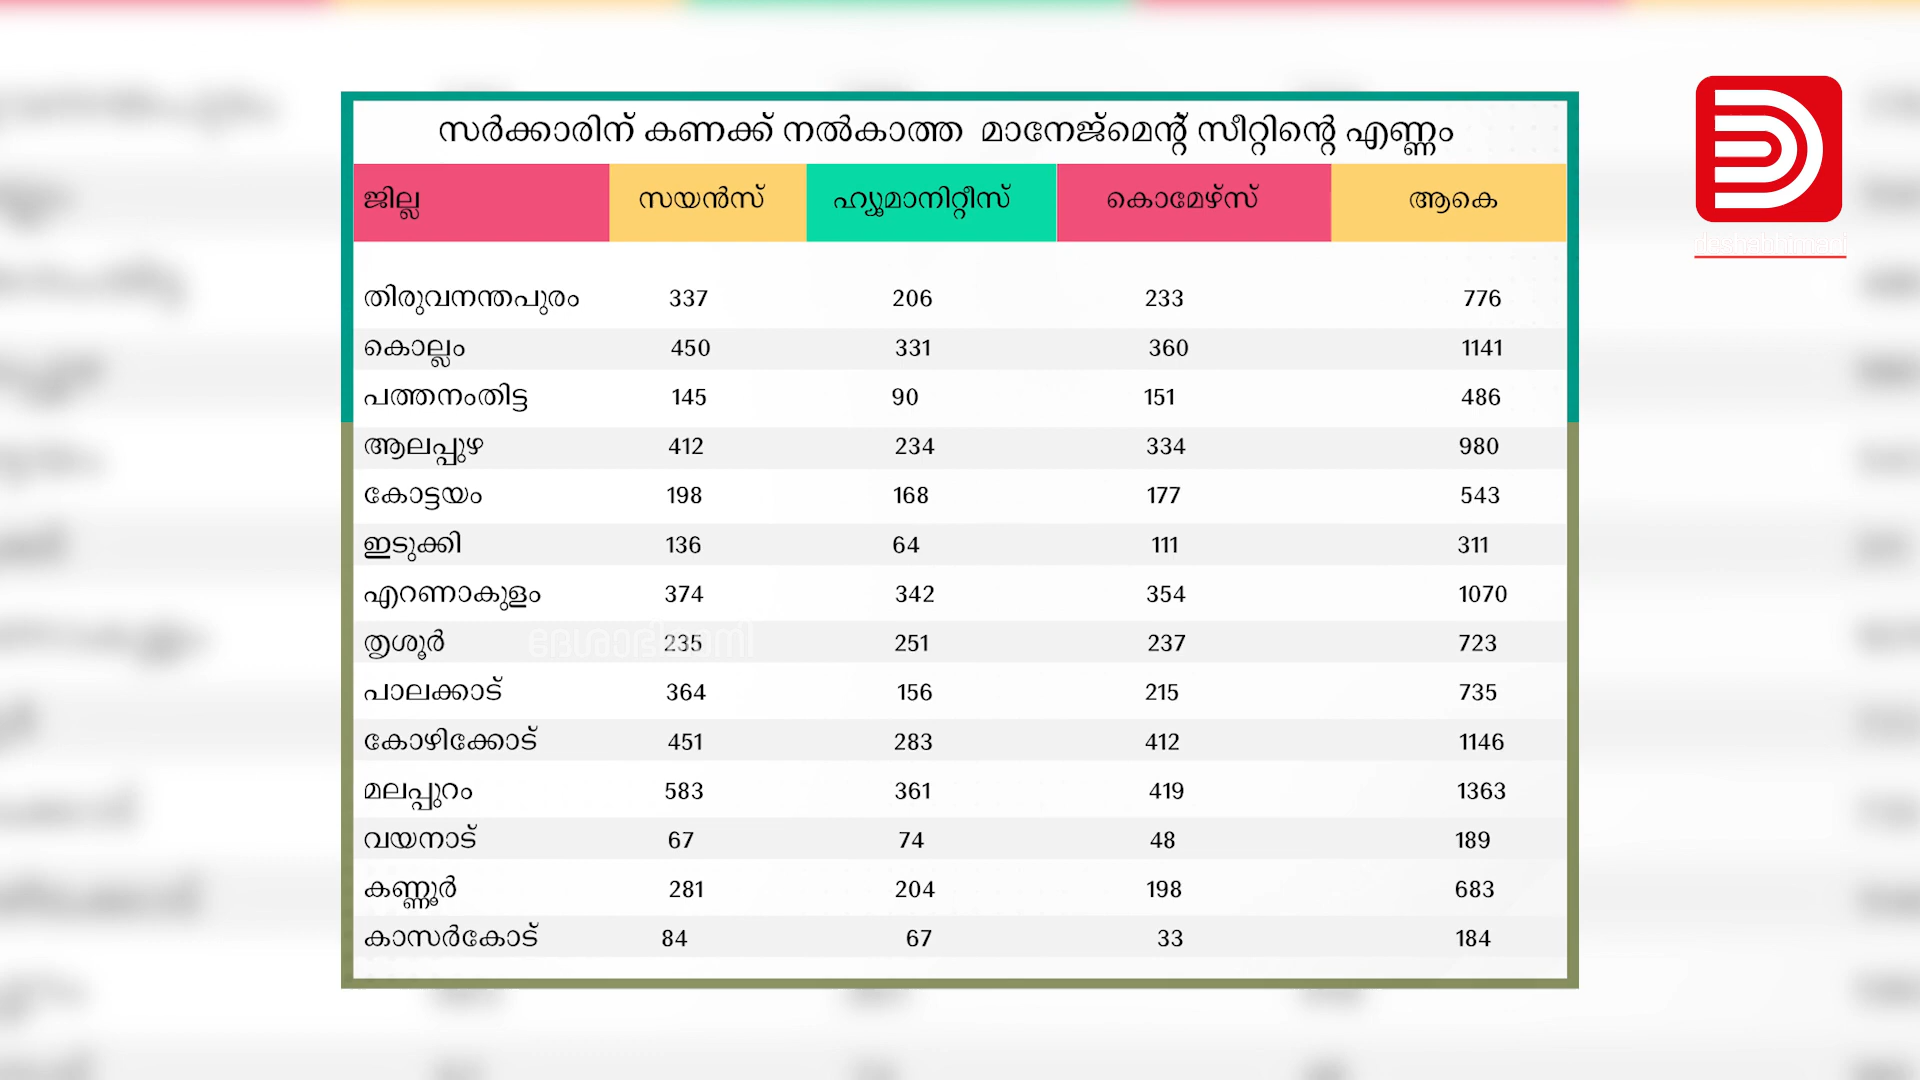 സർക്കാരിന് കണക്ക് നൽകാത്ത മാനേജ്മെന്റ് സീറ്റിന്റെ എണ്ണം
ജില്ല സയൻസ് ഹ്യൂമാനിറ്റീസ് കൊമേഴ്സ് ആകെ
തിരുവനന്തപുരം 337 206 233 776
കൊല്ലം 450 331 360 1141
പത്തനംതിട്ട 145 90 151 486
ആലപ്പുഴ 412 234 334 980
കോട്ടയം 198 168 177 543
ഇടുക്കി 136 64 111 311
എറണാകുളം 374 342 354 1070
തൃശൂർ 235 251 237 723
പാലക്കാട് 364 156 215 735
കോഴിക്കോട് 451 283 412 1146
മലപ്പുറം 583 361 419 1363
വയനാട് 67 74 48 189
കണ്ണൂർ 281 204 198 683
കാസർകോട് 84 67 33 184
deshabhimani
ദേശാഭിമാനി